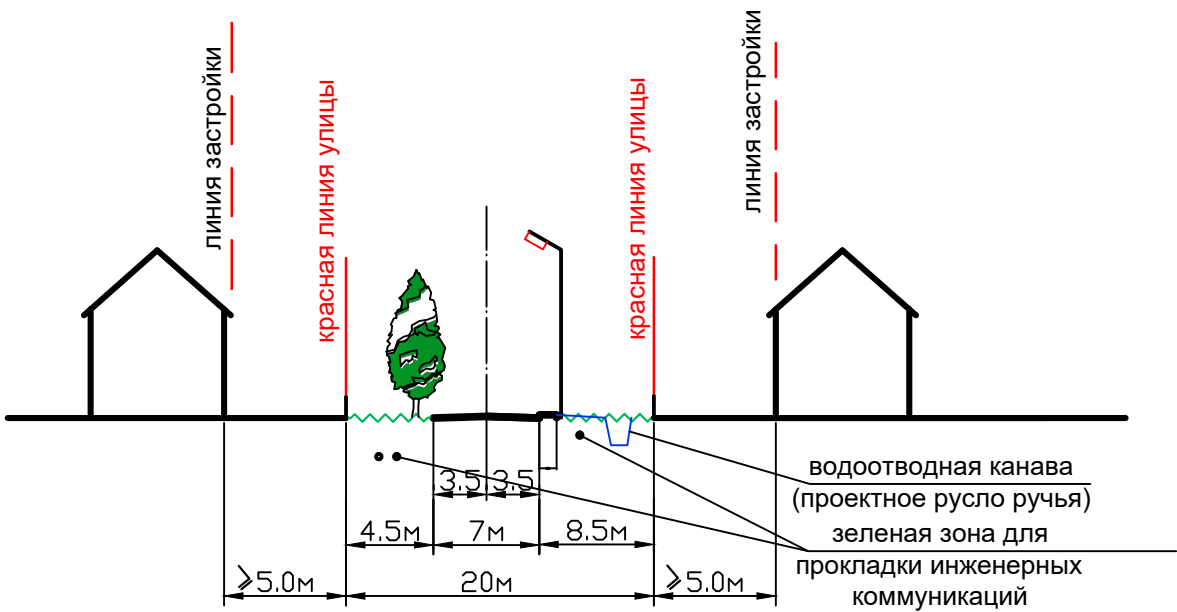 линия застройки
красная линия улицы
красная линия улицы
линия застройки
водоотводная канава
(проектное русло ручья)
зеленая зона для
прокладки инженерных
коммуникаций
3.5 3.5
4.5м 7м 8.5м
⩾5.0м 20м ⩾5.0м